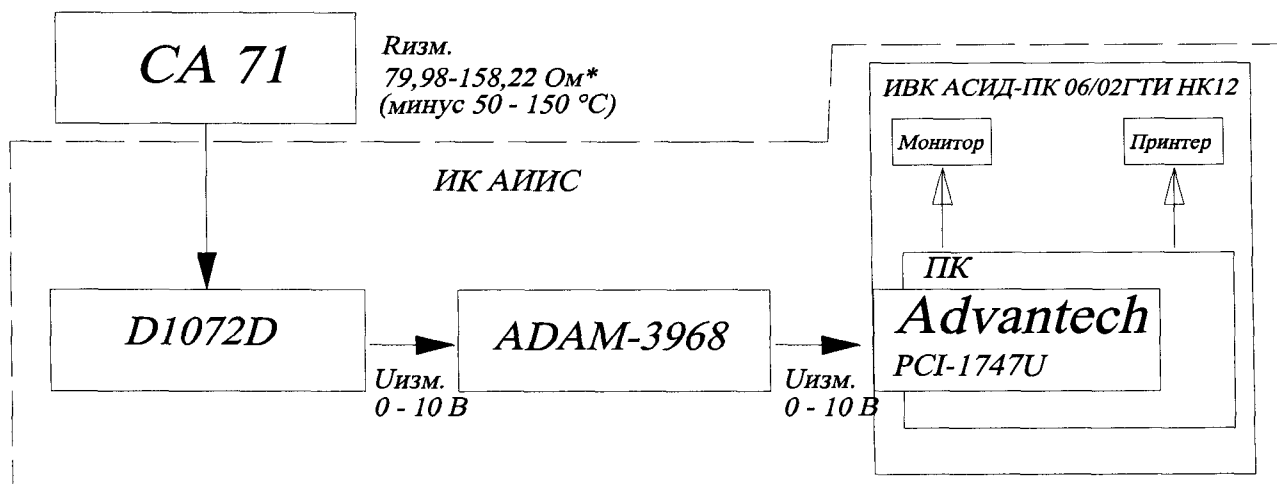 СА 71
Rизм.
79,98-158,22 Ом*
(минус 50 - 150 °С)
ИВК АСИД-ПК 06/02ГТИ НК12
Монитор
Принтер
ИК АИИС
ПК
D1072D
ADAM-3968
Advantech
PCI-1747U
Uизм.
0 - 10 В
Uизм.
0 - 10 В